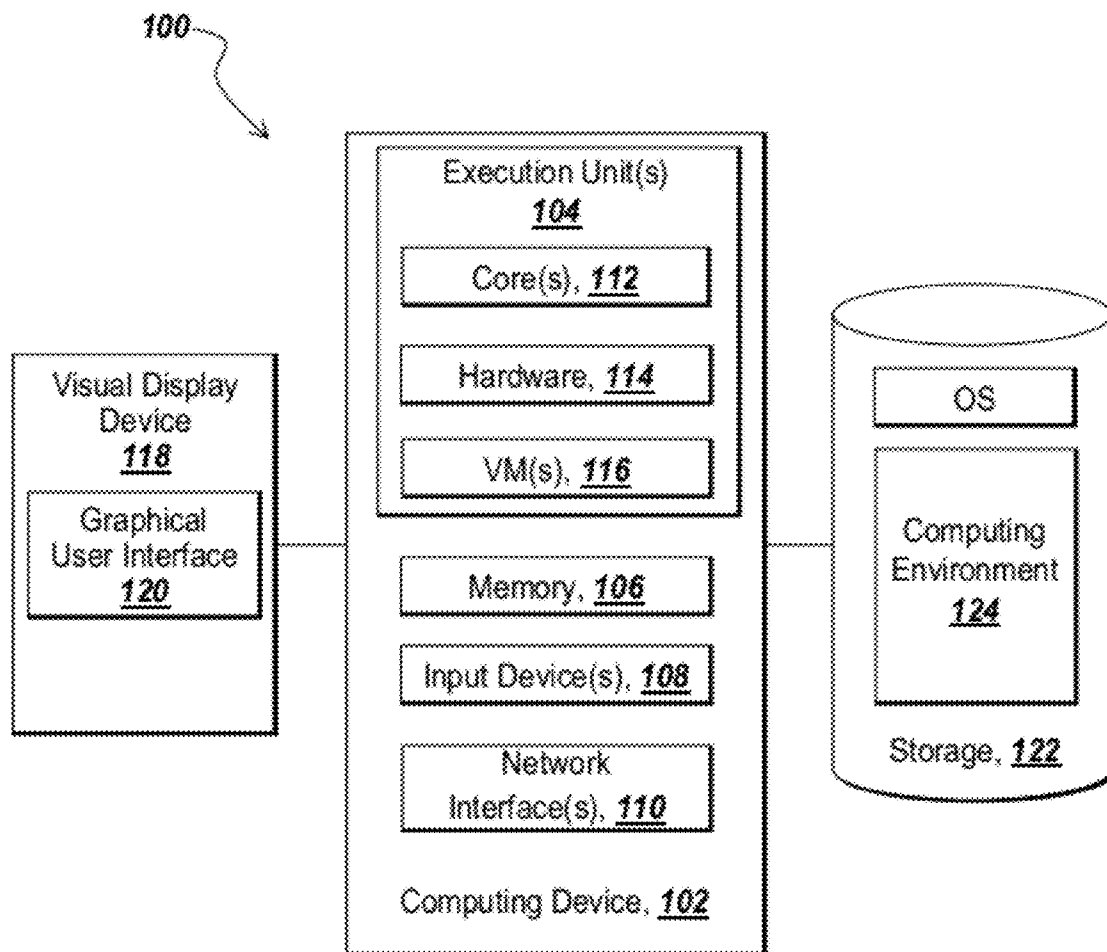 100
Execution Unit(s)
104
Core(s), 112
Hardware, 114
VM(s), 116
Memory, 106
Input Device(s), 108
Network
Interface(s), 110
Computing Device, 102
Visual Display
Device
118
Graphical
User Interface
120
OS
Computing
Environment
124
Storage, 122